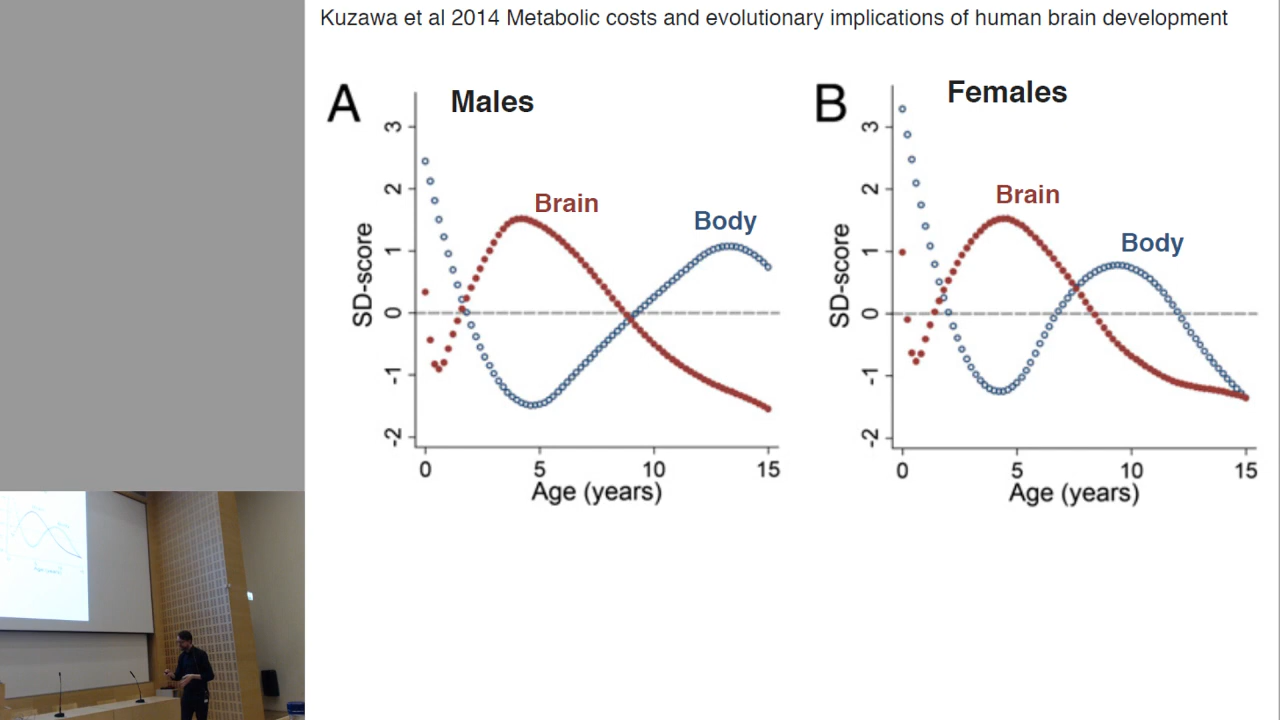 Kuzawa et al 2014 Metabolic costs and evolutionary implications of human brain development
A
Males
Brain
Body
SD-score
3
2
1
0
-1
-2
0 5 10 15
Age (years)
B
Females
Brain
Body
SD-score
3
2
1
0
-1
-2
0 5 10 15
Age (years)